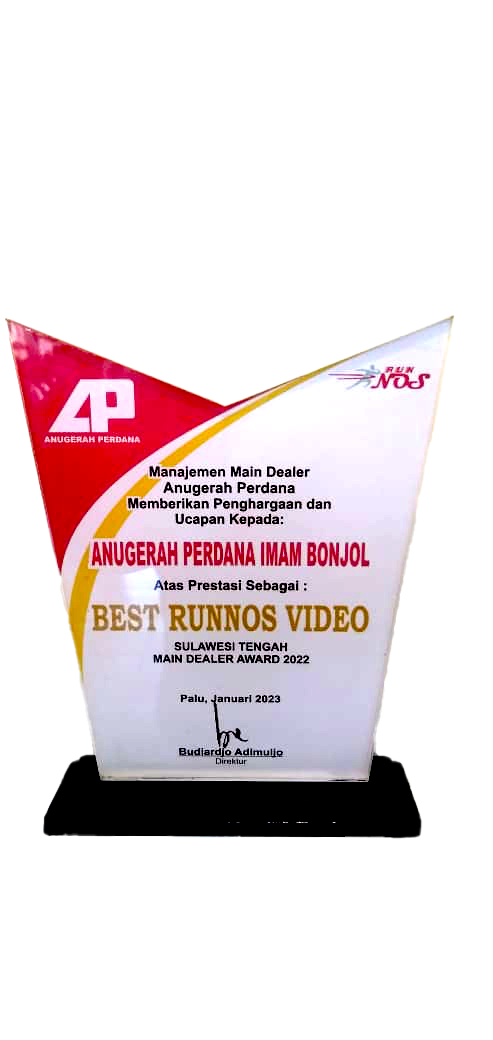 AP
ANUGERAH PERDANA
RUN
NOS
Manajemen Main Dealer
Anugerah Perdana
Memberikan Penghargaan dan
Ucapan Kepada:
ANUGERAH PERDANA IMAM BONJOL
Atas Prestasi Sebagai :
BEST RUNNOS VIDEO
SULAWESI TENGAH
MAIN DEALER AWARD 2022
Palu, Januari 2023
Budiardjo Adimuljo
Direktur